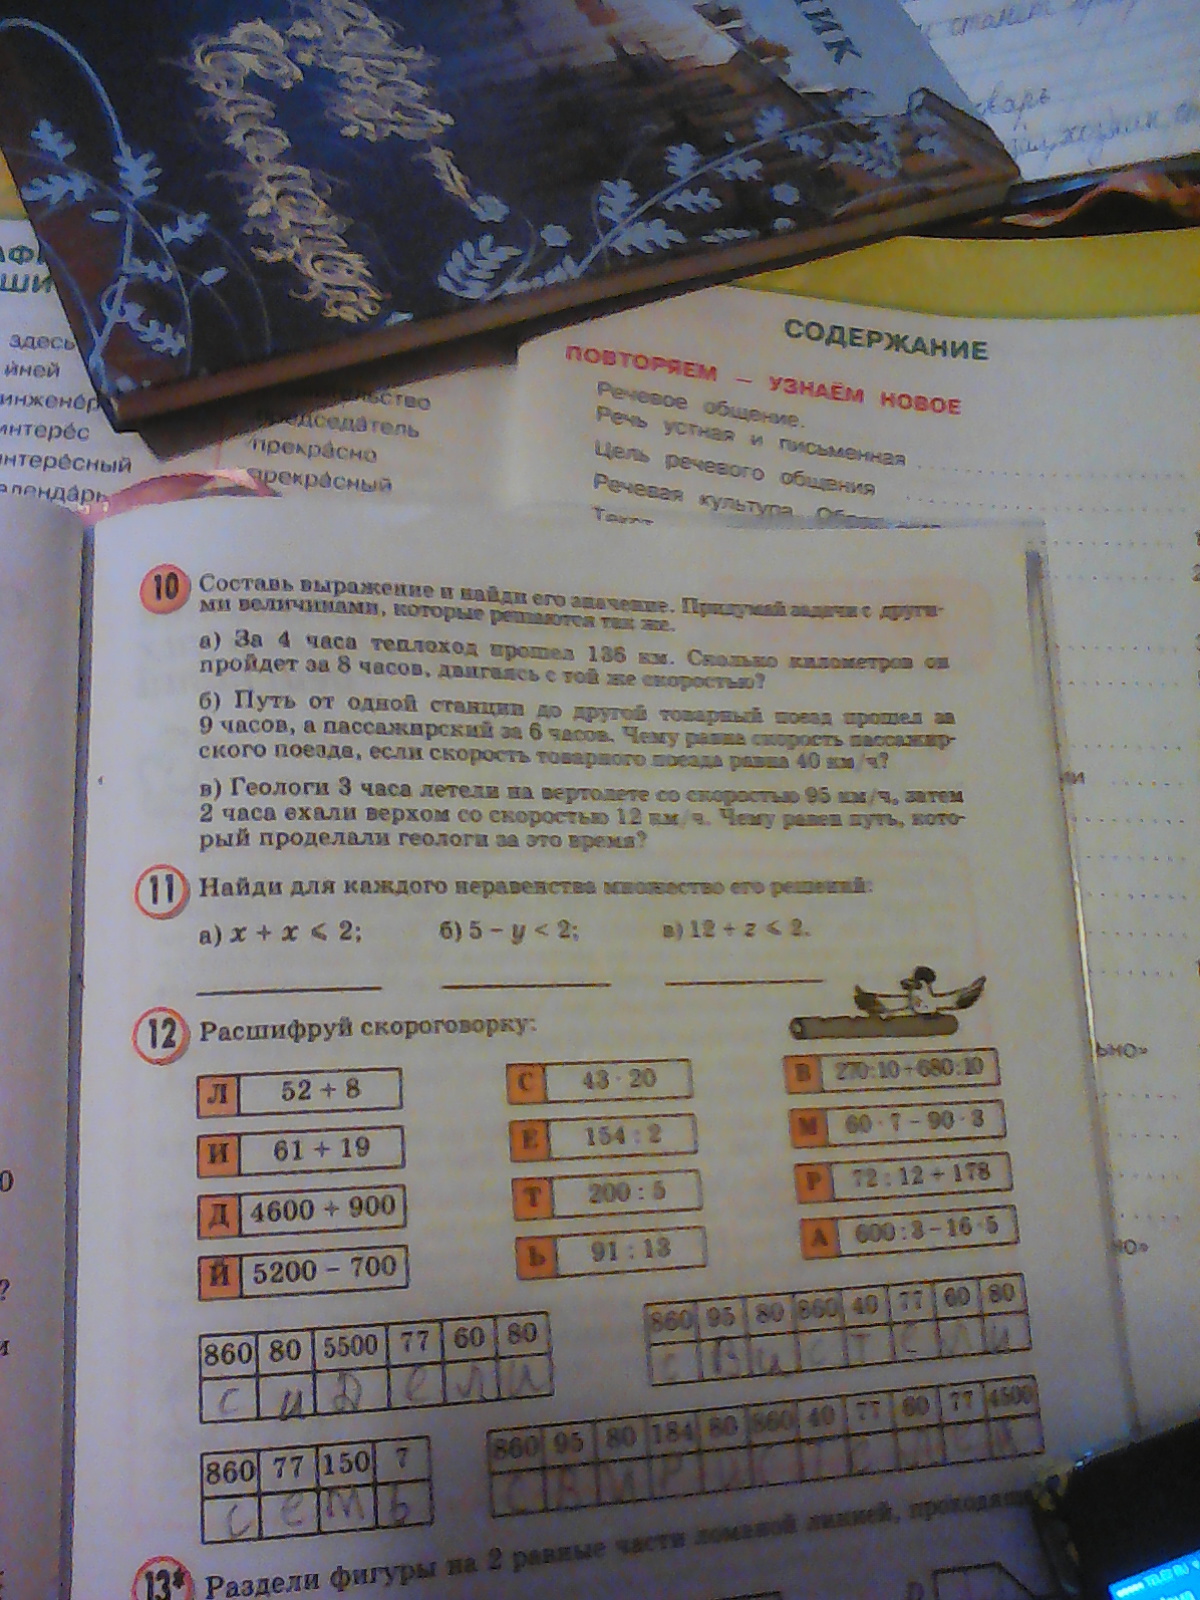 ник
станет
словарь
здесь
иней
инженер
интерес
интересный
председатель
прекрасно
прекрасный
СОДЕРЖАНИЕ
ПОВТОРЯЕМ — УЗНАЁМ НОВОЕ
Речевое общение.
Речь устная и письменная
Цель речевого общения
Речевая культура.
Текст
10 Составь выражение и найди его значение. Придумай задачи с други-
ми величинами, которые решаются так же.
а) За 4 часа теплоход прошел 136 км. Сколько километров он
пройдет за 8 часов, двигаясь с той же скоростью?
б) Путь от одной станции до другой товарный поезд прошел за
9 часов, а пассажирский за 6 часов. Чему равна скорость пассажир-
ского поезда, если скорость товарного поезда равна 40 км/ч?
в) Геологи 3 часа летели на вертолете со скоростью 95 км/ч, затем
2 часа ехали верхом со скоростью 12 км/ч. Чему равен путь, кото-
рый проделали геологи за это время?
11 Найди для каждого неравенства множество его решений:
а) x + x ⩽ 2; б) 5 − y < 2; в) 12 + z ⩽ 2.
12 Расшифруй скороговорку:
Л 52 + 8 С 43 · 20 В 270:10+680:10
И 61 + 19 Е 154 : 2 М 60 · 7 − 90 · 3
Д 4600 + 900 Т 200 : 5 Р 72 : 12 + 178
Й 5200 − 700 Ь 91 : 13 А 600 : 3 − 16 · 5
860 80 5500 77 60 80
с и д е л и
860 95 80 860 40 77 60 80
с в и с т е л и
860 77 150 7
с е м ь
860 95 80 184 80 860 40 77 60 77 4500
с в и р и с т е л е й
13* Раздели фигуры на 2 равные части ломаной линией,